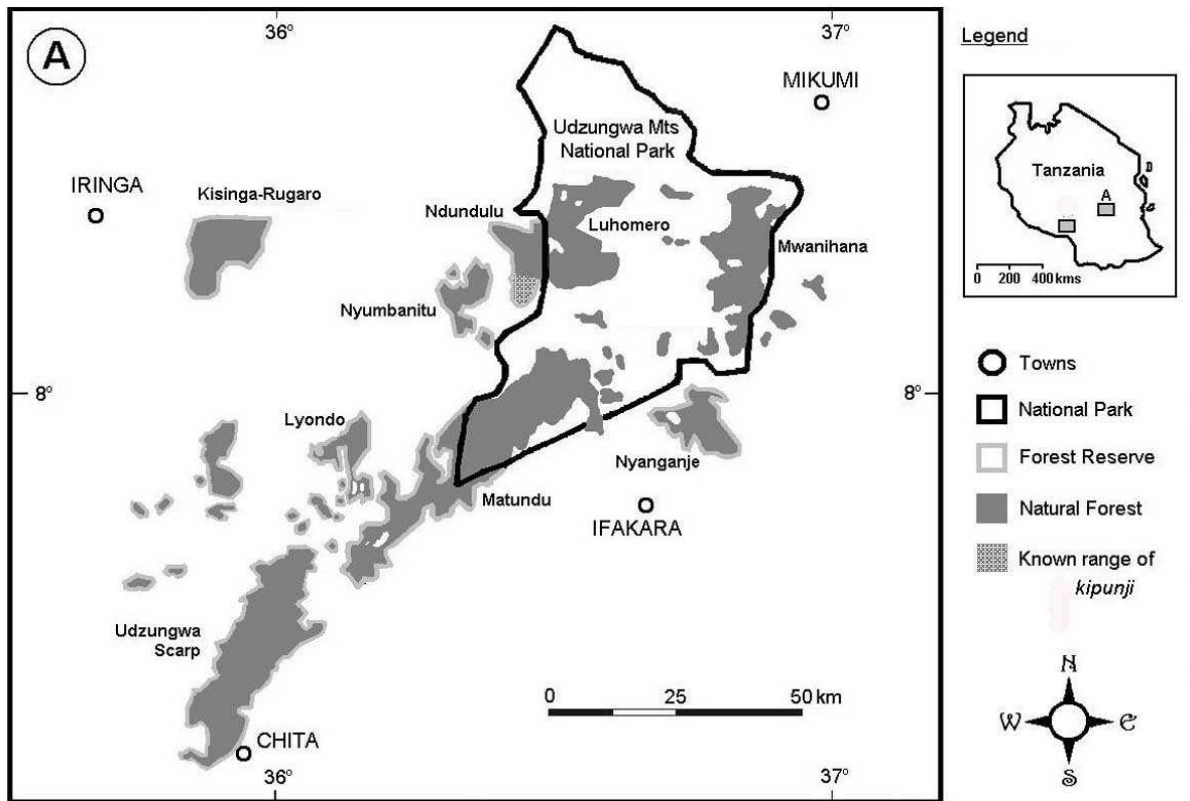 A
36°
37°
MIKUMI
Udzungwa Mts
National Park
IRINGA
Kisinga-Rugaro
Ndundulu
Luhomero
Mwanihana
Nyumbanitu
8°
8°
Lyondo
Nyanganje
Matundu
IFAKARA
Udzungwa
Scarp
0 25 50 km
CHITA
36°
37°
Legend
Tanzania
A
0 200 400 kms
Towns
National Park
Forest Reserve
Natural Forest
Known range of
kipunji
N
W E
S